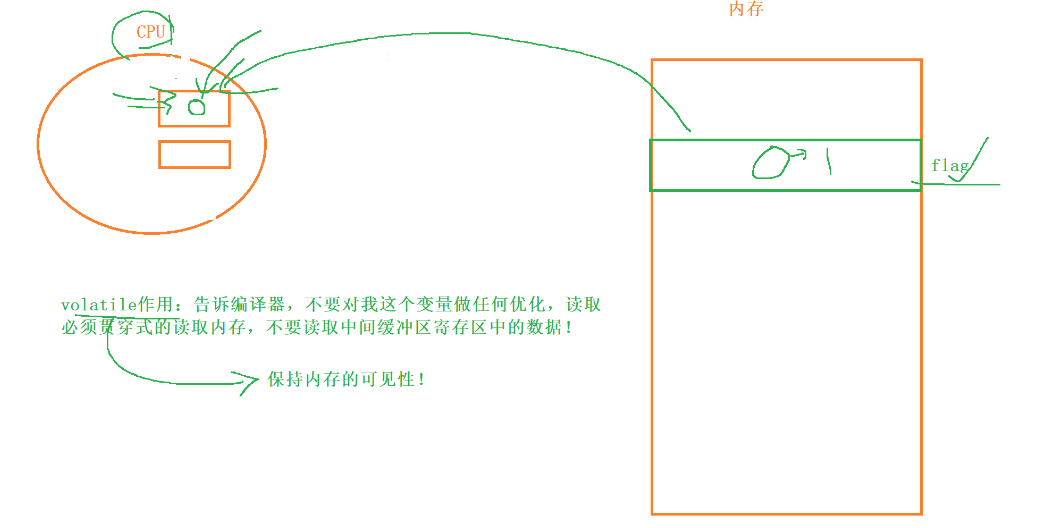 内存
CPU
0
0→1
flag
volatile作用：告诉编译器，不要对我这个变量做任何优化，读取
必须贯穿式的读取内存，不要读取中间缓冲区寄存区中的数据！
保持内存的可见性！